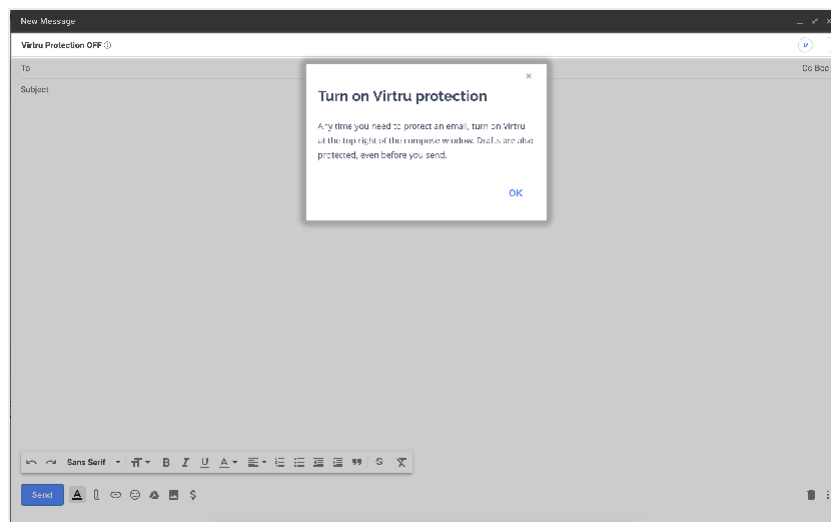 New Message
Virtru Protection OFF
To
Cc Bcc
Subject
Turn on Virtru protection
Any time you need to protect an email, turn on Virtru
at the top right of the compose window. Drafts are also
protected, even before you send.
OK
Sans Serif
Send